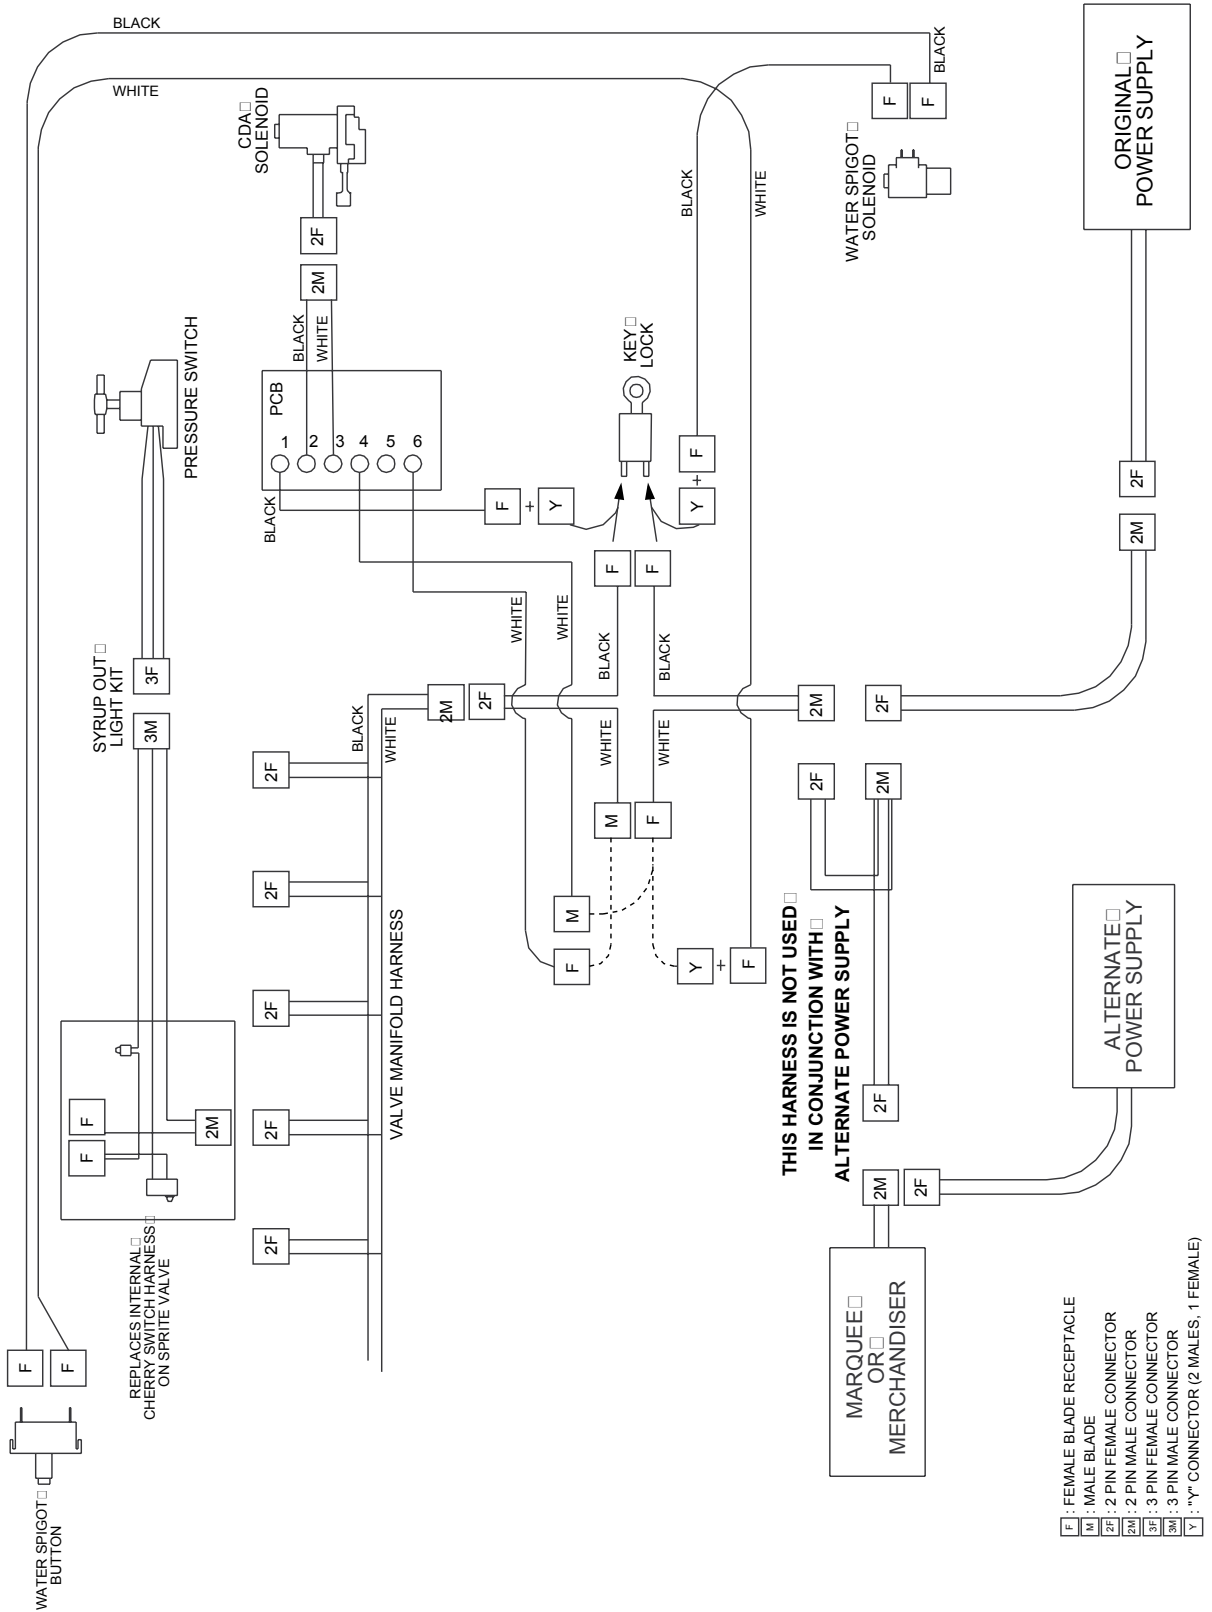 BLACK
WHITE
BLACK
WATER SPIGOT
BUTTON
F
F
REPLACES INTERNAL
CHERRY SWITCH HARNESS
ON SPRITE VALVE
F
F
2M
SYRUP OUT
LIGHT KIT
3M
3F
PRESSURE SWITCH
CDA
SOLENOID
2F
2M
BLACK
WHITE
PCB
1
2
3
4
5
6
BLACK
F
+
Y
KEY
LOCK
F
+
Y
BLACK
WHITE
WATER SPIGOT
SOLENOID
F
F
ORIGINAL
POWER SUPPLY
2F
2M
VALVE MANIFOLD HARNESS
2F
2F
2F
2F
2F
BLACK
WHITE
2M
2F
WHITE
WHITE
F
F
BLACK
BLACK
WHITE
WHITE
M
F
M
F
Y
+
F
2M
2F
2F
2M
THIS HARNESS IS NOT USED
IN CONJUNCTION WITH
ALTERNATE POWER SUPPLY
2F
2M
2F
ALTERNATE
POWER SUPPLY
MARQUEE
OR
MERCHANDISER
F : FEMALE BLADE RECEPTACLE
M : MALE BLADE
2F : 2 PIN FEMALE CONNECTOR
2M : 2 PIN MALE CONNECTOR
3F : 3 PIN FEMALE CONNECTOR
3M : 3 PIN MALE CONNECTOR
Y : "Y" CONNECTOR (2 MALES, 1 FEMALE)